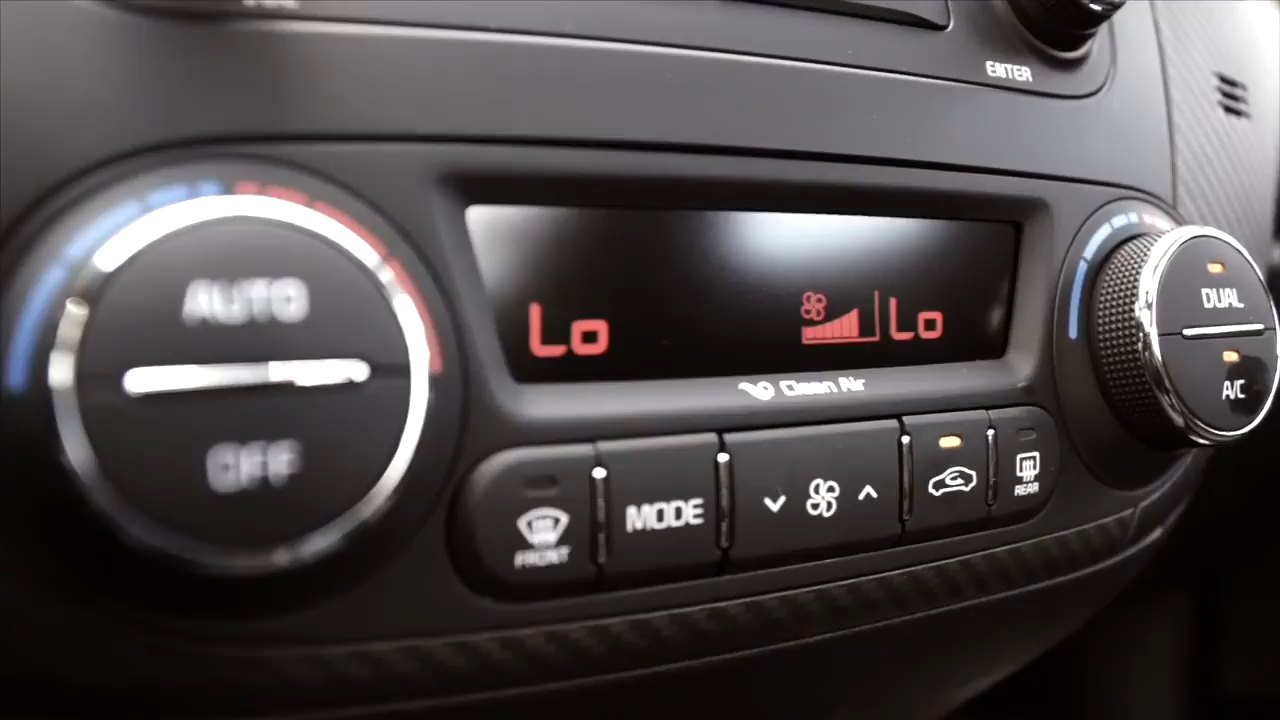 ENTER
AUTO
OFF
Lo
Lo
Clean Air
DUAL
A/C
FRONT
MODE
REAR